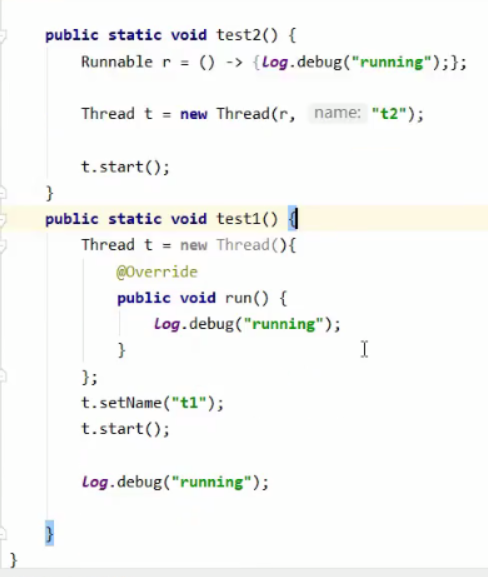 public static void test2() {
Runnable r = () -> {log.debug("running");};
Thread t = new Thread(r, name: "t2");
t.start();
}
public static void test1() {
Thread t = new Thread(){
@Override
public void run() {
log.debug("running");
}
};
t.setName("t1");
t.start();
log.debug("running");
}
}